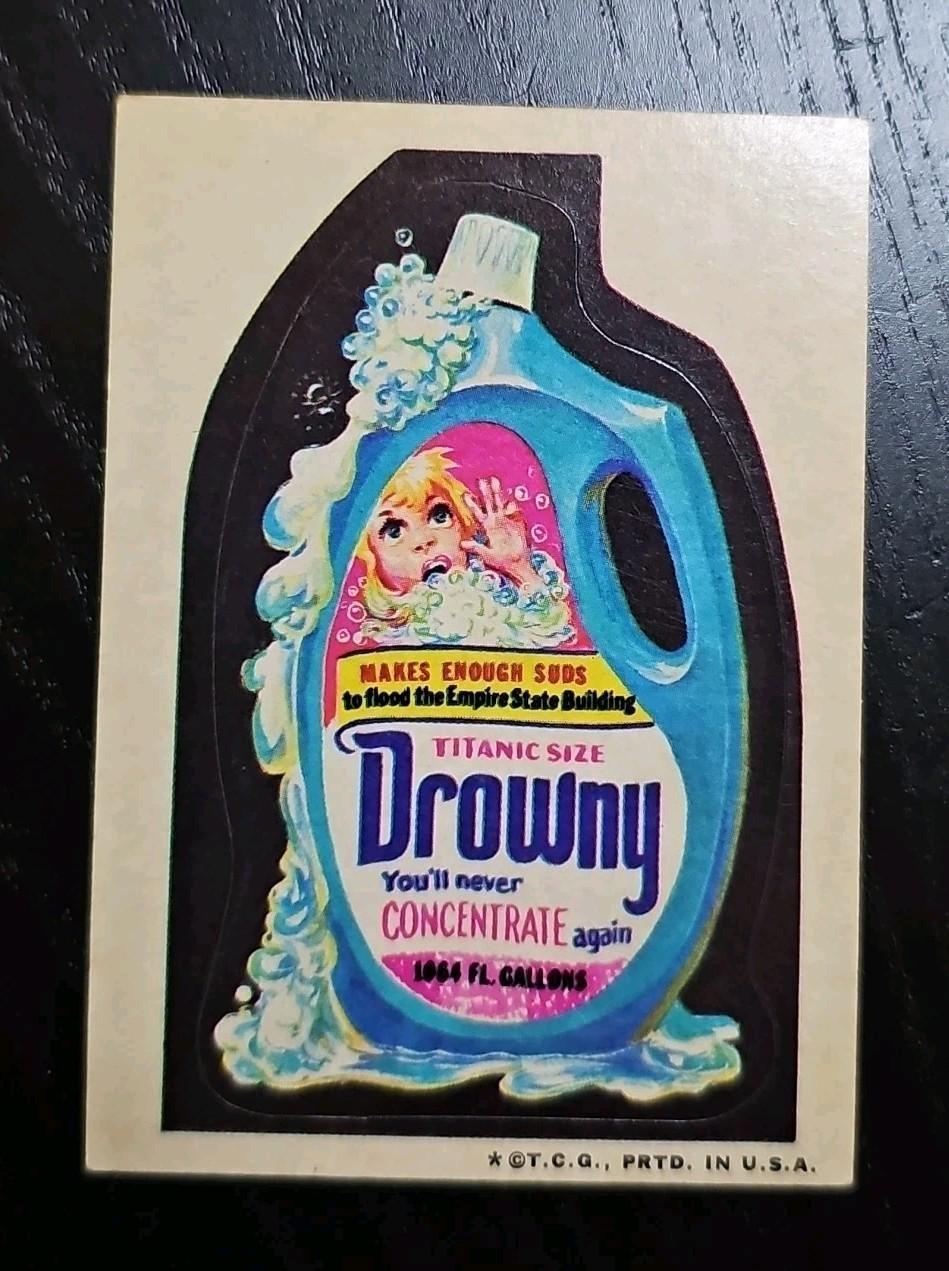 MAKES ENOUGH SUDS
to flood the Empire State Building
TITANIC SIZE
Drowny
You'll never
CONCENTRATE again
1064 FL. GALLONS
* ©T.C.G., PRTD. IN U.S.A.